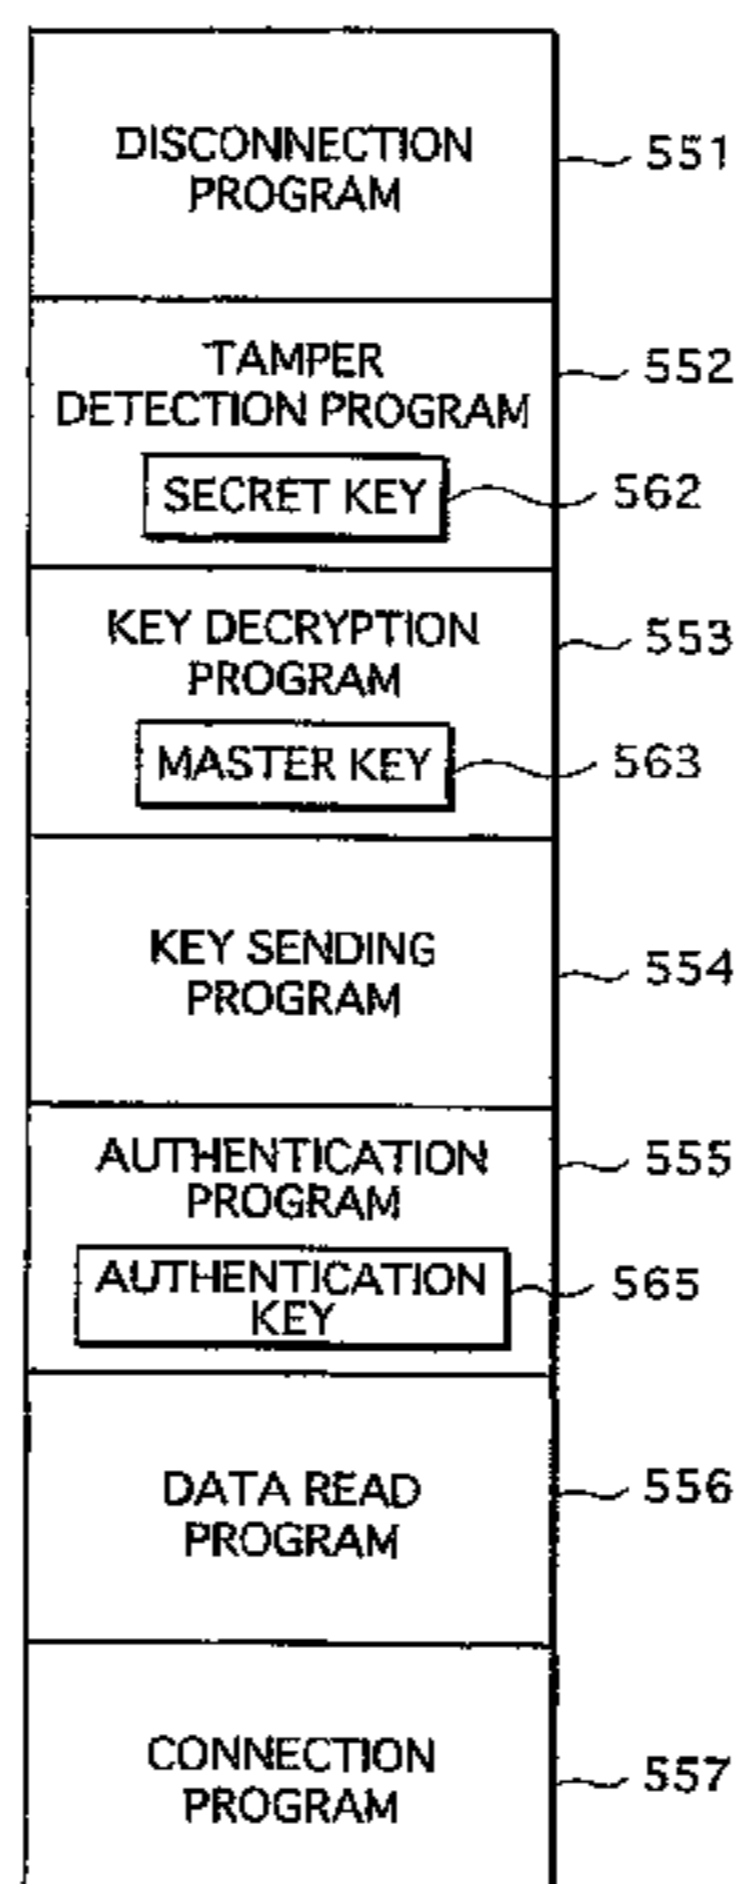 DISCONNECTION
PROGRAM
551
TAMPER
DETECTION PROGRAM
552
SECRET KEY
562
KEY DECRYPTION
PROGRAM
553
MASTER KEY
563
KEY SENDING
PROGRAM
554
AUTHENTICATION
PROGRAM
555
AUTHENTICATION
KEY
565
DATA READ
PROGRAM
556
CONNECTION
PROGRAM
557